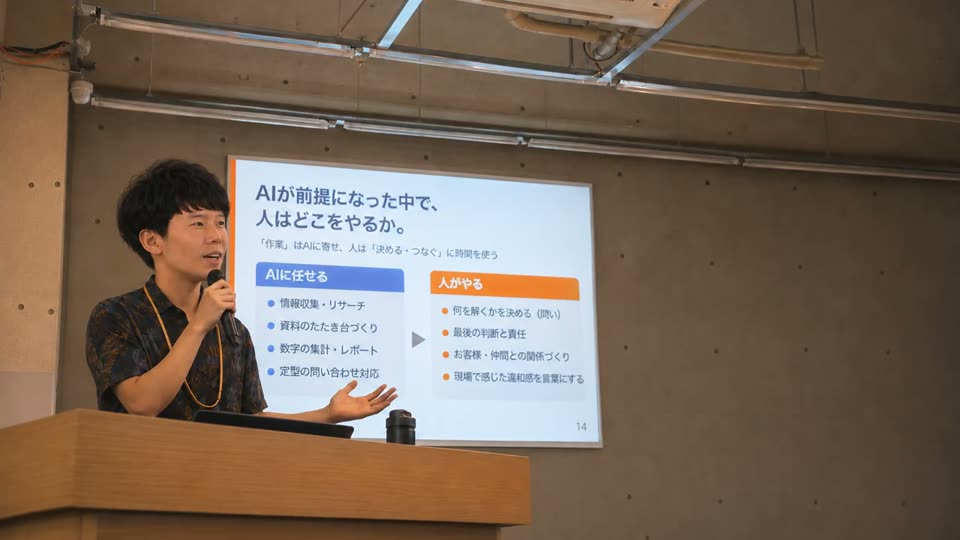 AIが前提になった中で、
人はどこをやるか。
「作業」はAIに寄せ、人は「決める・つなぐ」に時間を使う
AIに任せる
情報収集・リサーチ
資料のたたき台づくり
数字の集計・レポート
定型の問い合わせ対応
人がやる
何を解くかを決める（問い）
最後の判断と責任
お客様・仲間との関係づくり
現場で感じた違和感を言葉にする
14